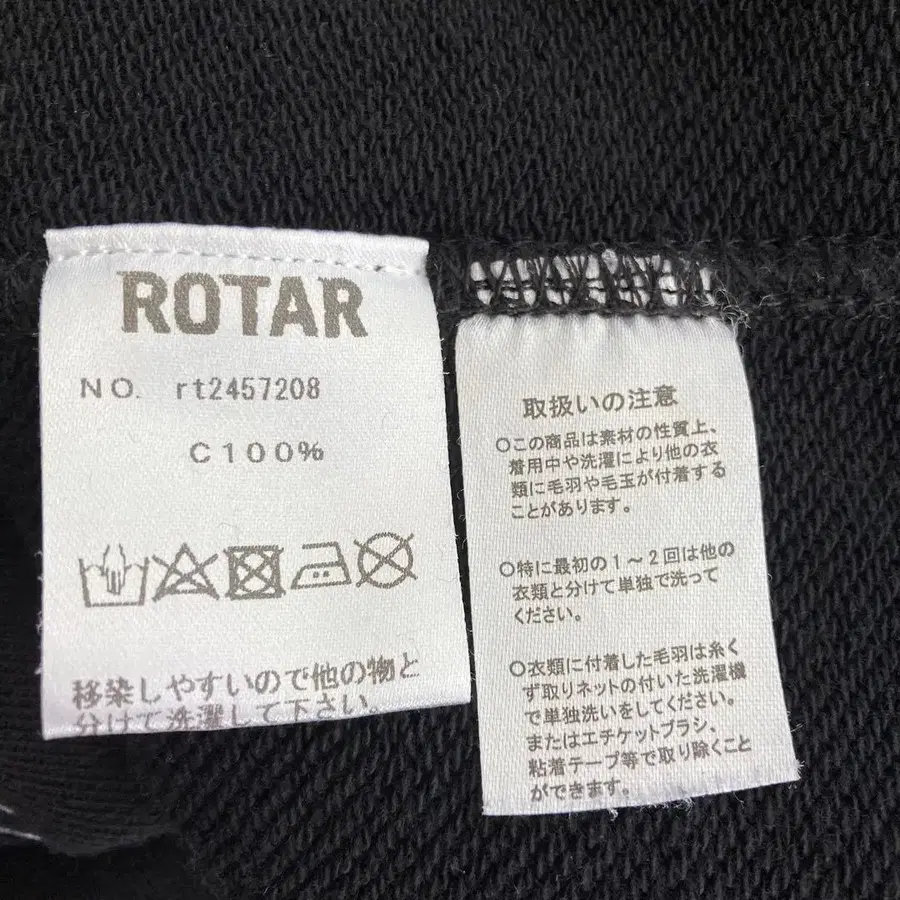 ROTAR
NO. rt2457208
C100%
移染しやすいので他の物と
分けて洗濯して下さい。
取扱いの注意
○この商品は素材の性質上、
着用中や洗濯により他の衣
類に毛羽や毛玉が付着する
ことがあります。
○特に最初の1～2回は他の
衣類と分けて単独で洗って
ください。
○衣類に付着した毛羽は糸く
ず取りネットの付いた洗濯機
で単独洗いをしてください。
またはエチケットブラシ、
粘着テープ等で取り除くこと
ができます。